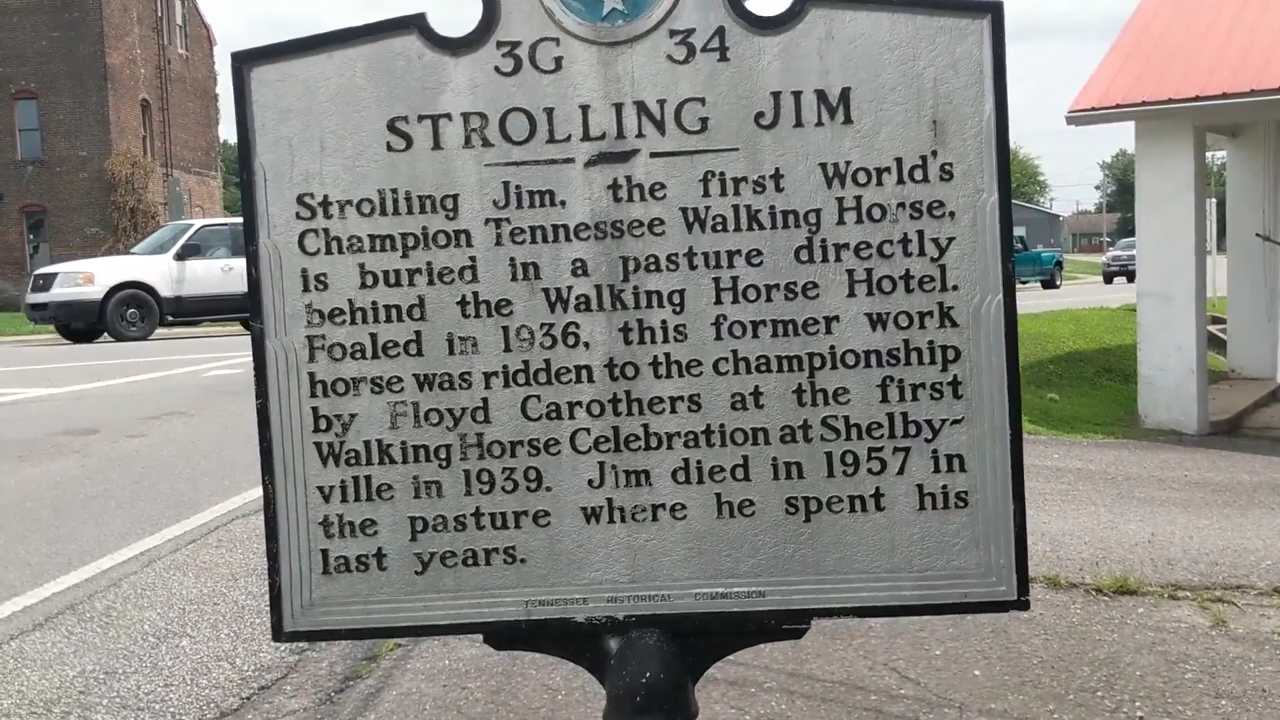 3G 34
STROLLING JIM
Strolling Jim, the first World's
Champion Tennessee Walking Horse,
is buried in a pasture directly
behind the Walking Horse Hotel.
Foaled in 1936, this former work
horse was ridden to the championship
by Floyd Carothers at the first
Walking Horse Celebration at Shelby-
ville in 1939. Jim died in 1957 in
the pasture where he spent his
last years.
TENNESSEE HISTORICAL COMMISSION